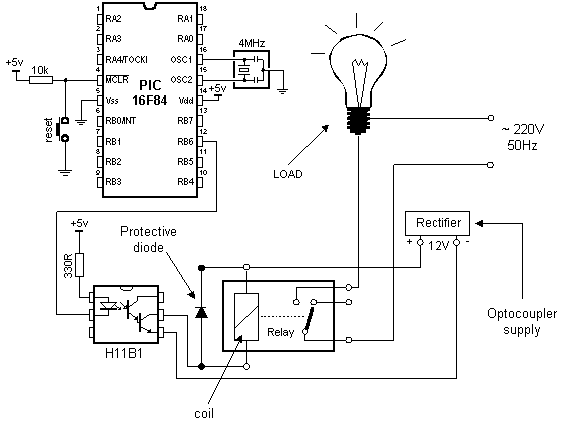 1 RA2 RA1 18
2 RA3 RA0 17
3 RA4/TOCKI OSC1 16
4 MCLR OSC2 15
5 Vss Vdd 14
6 RB0/INT RB7 13
7 RB1 RB6 12
8 RB2 RB5 11
9 RB3 RB4 10
PIC
16F84
+5v
10k
reset
4MHz
+5v
LOAD
~ 220V
50Hz
+5v
330R
H11B1
Protective
diode
Relay
coil
Rectifier
+ 12V -
Optocoupler
supply